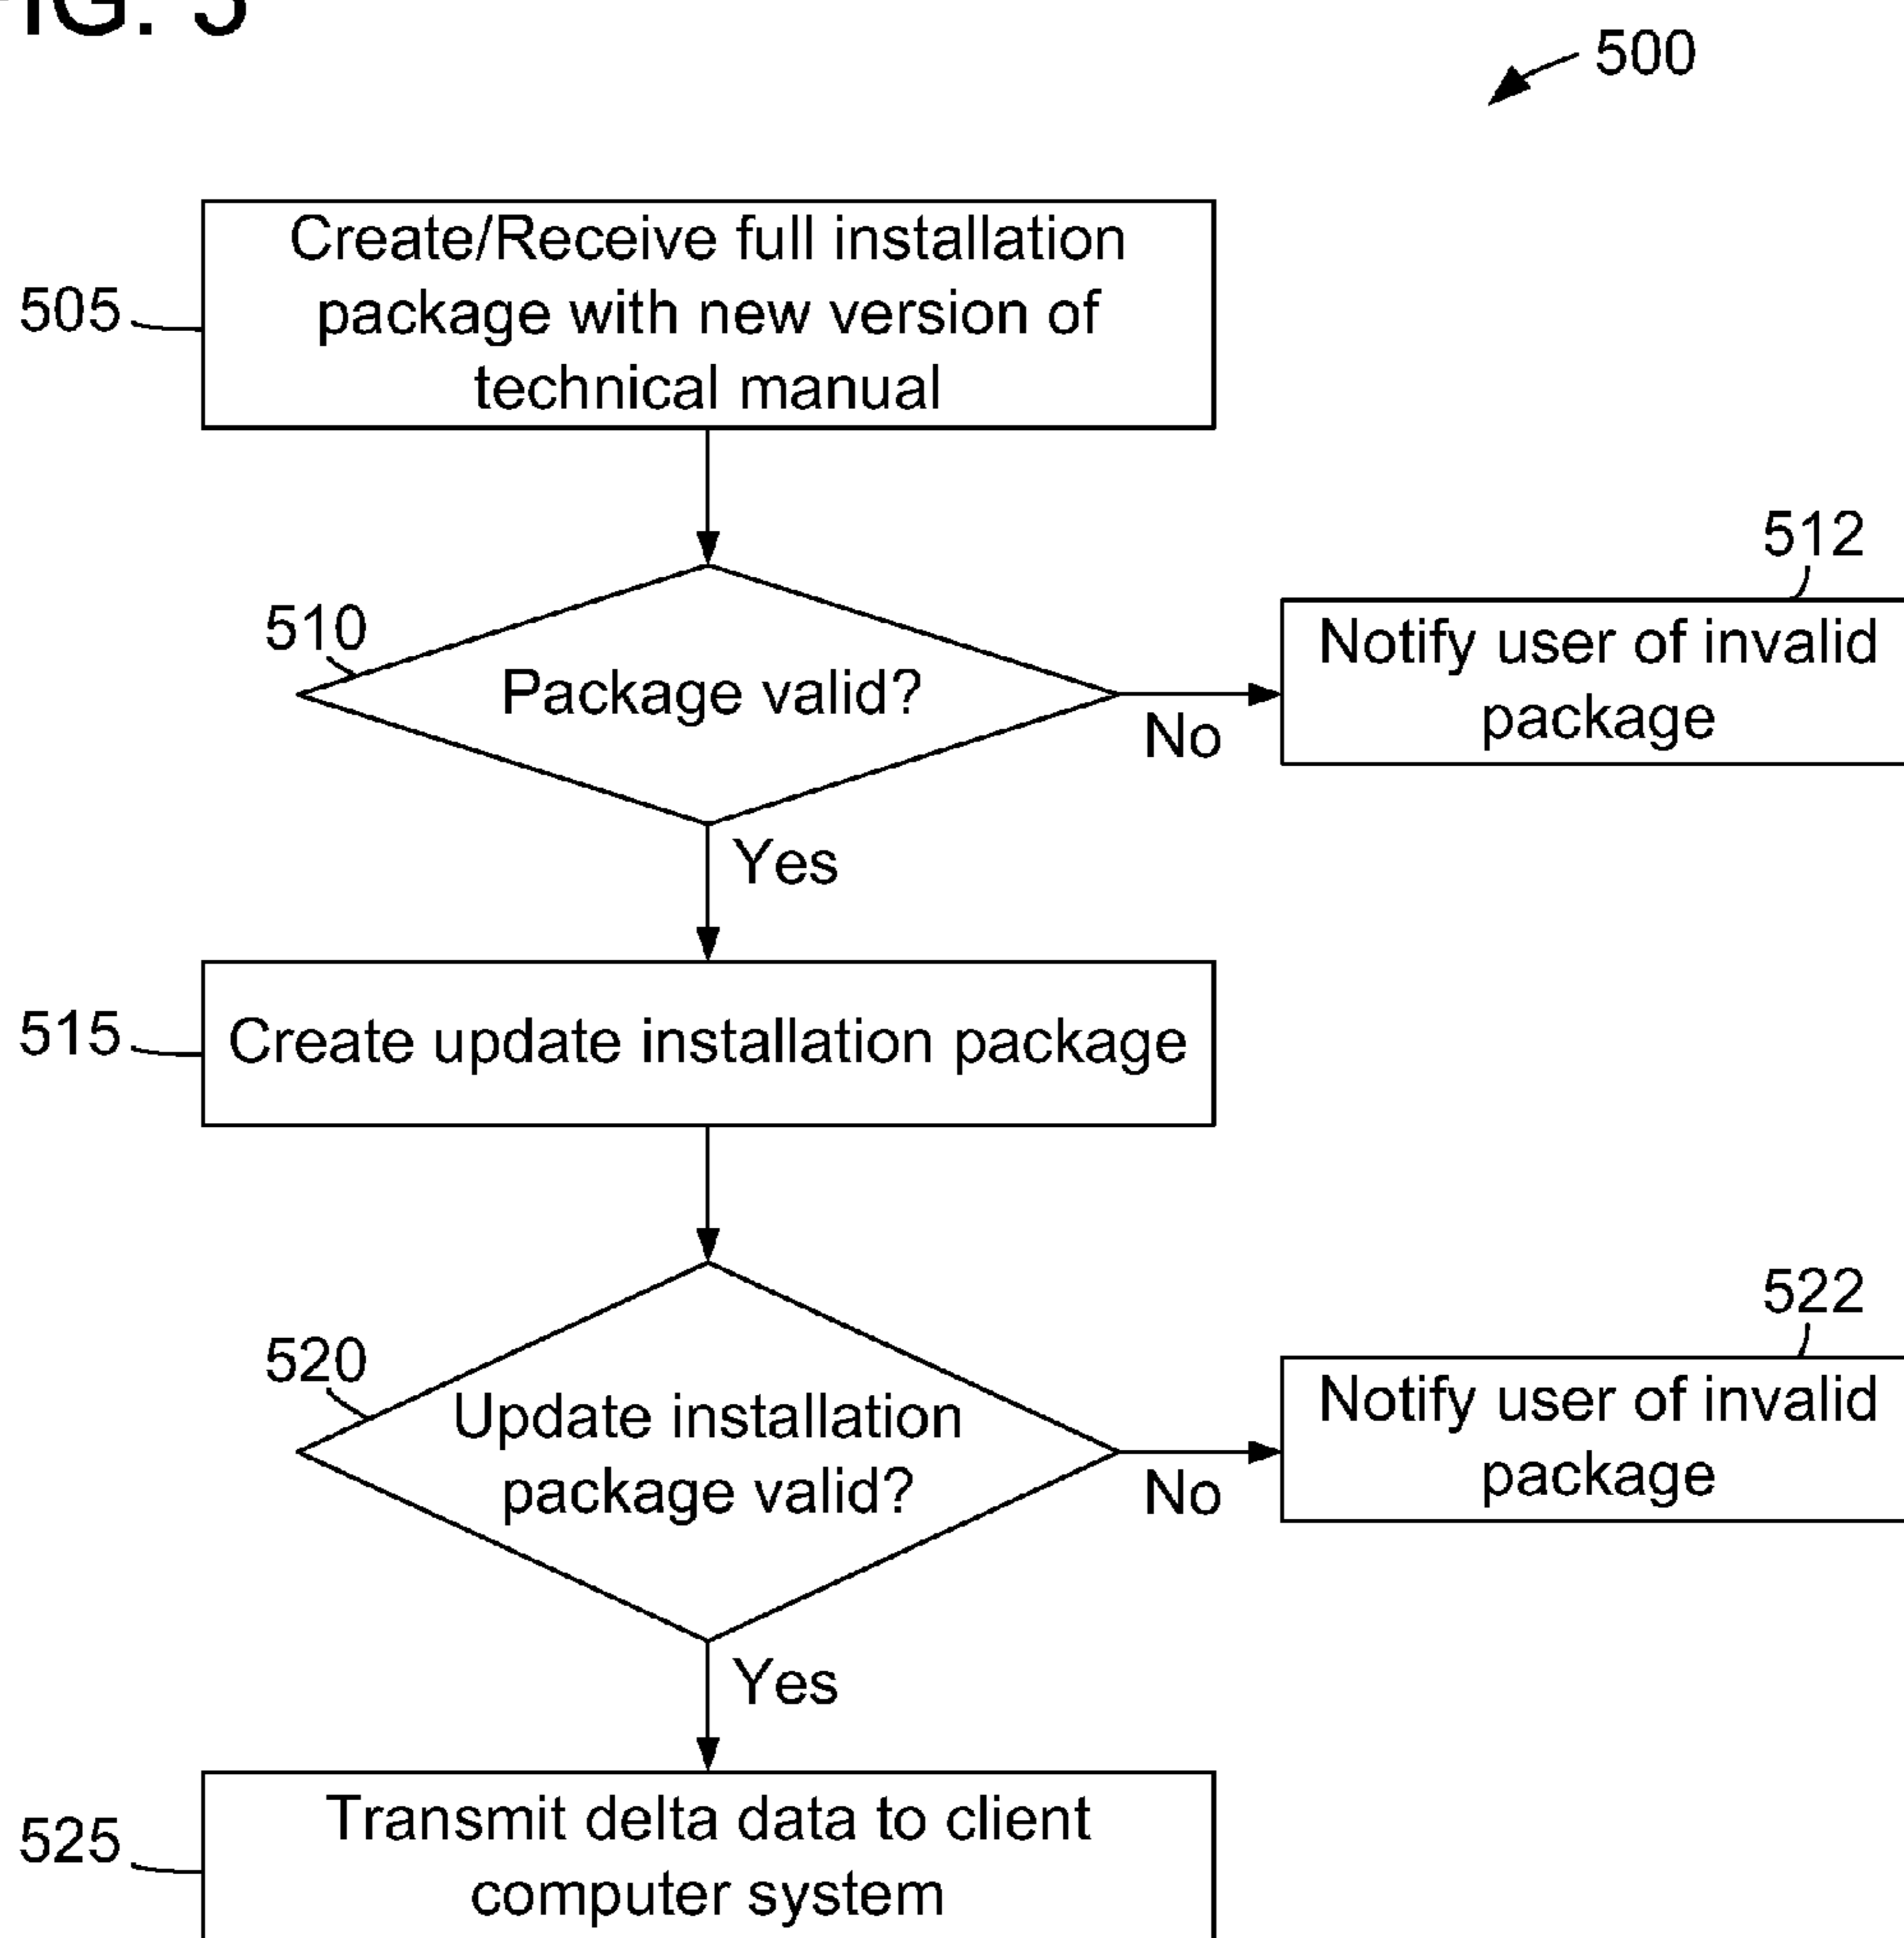 FIG. 5
500
Create/Receive full installation
package with new version of
technical manual
505
510
Package valid?
No
512
Notify user of invalid
package
Yes
515
Create update installation package
520
Update installation
package valid?
No
522
Notify user of invalid
package
Yes
525
Transmit delta data to client
computer system